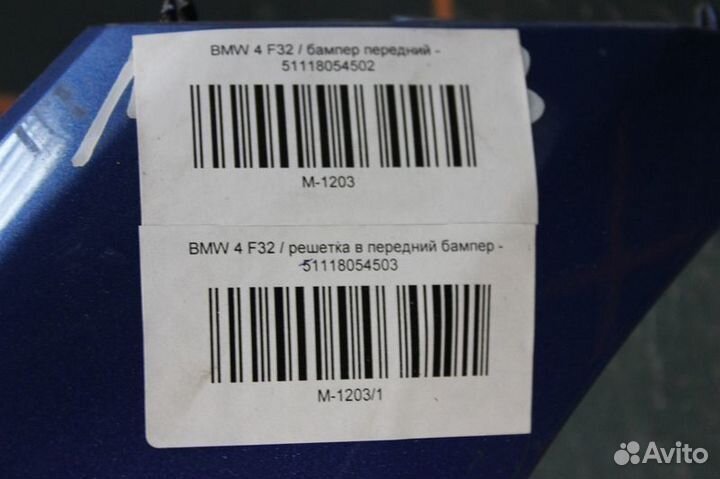 BMW 4 F32 / бампер передний -
51118054502
M-1203
BMW 4 F32 / решетка в передний бампер -
51118054503
M-1203/1
Avito